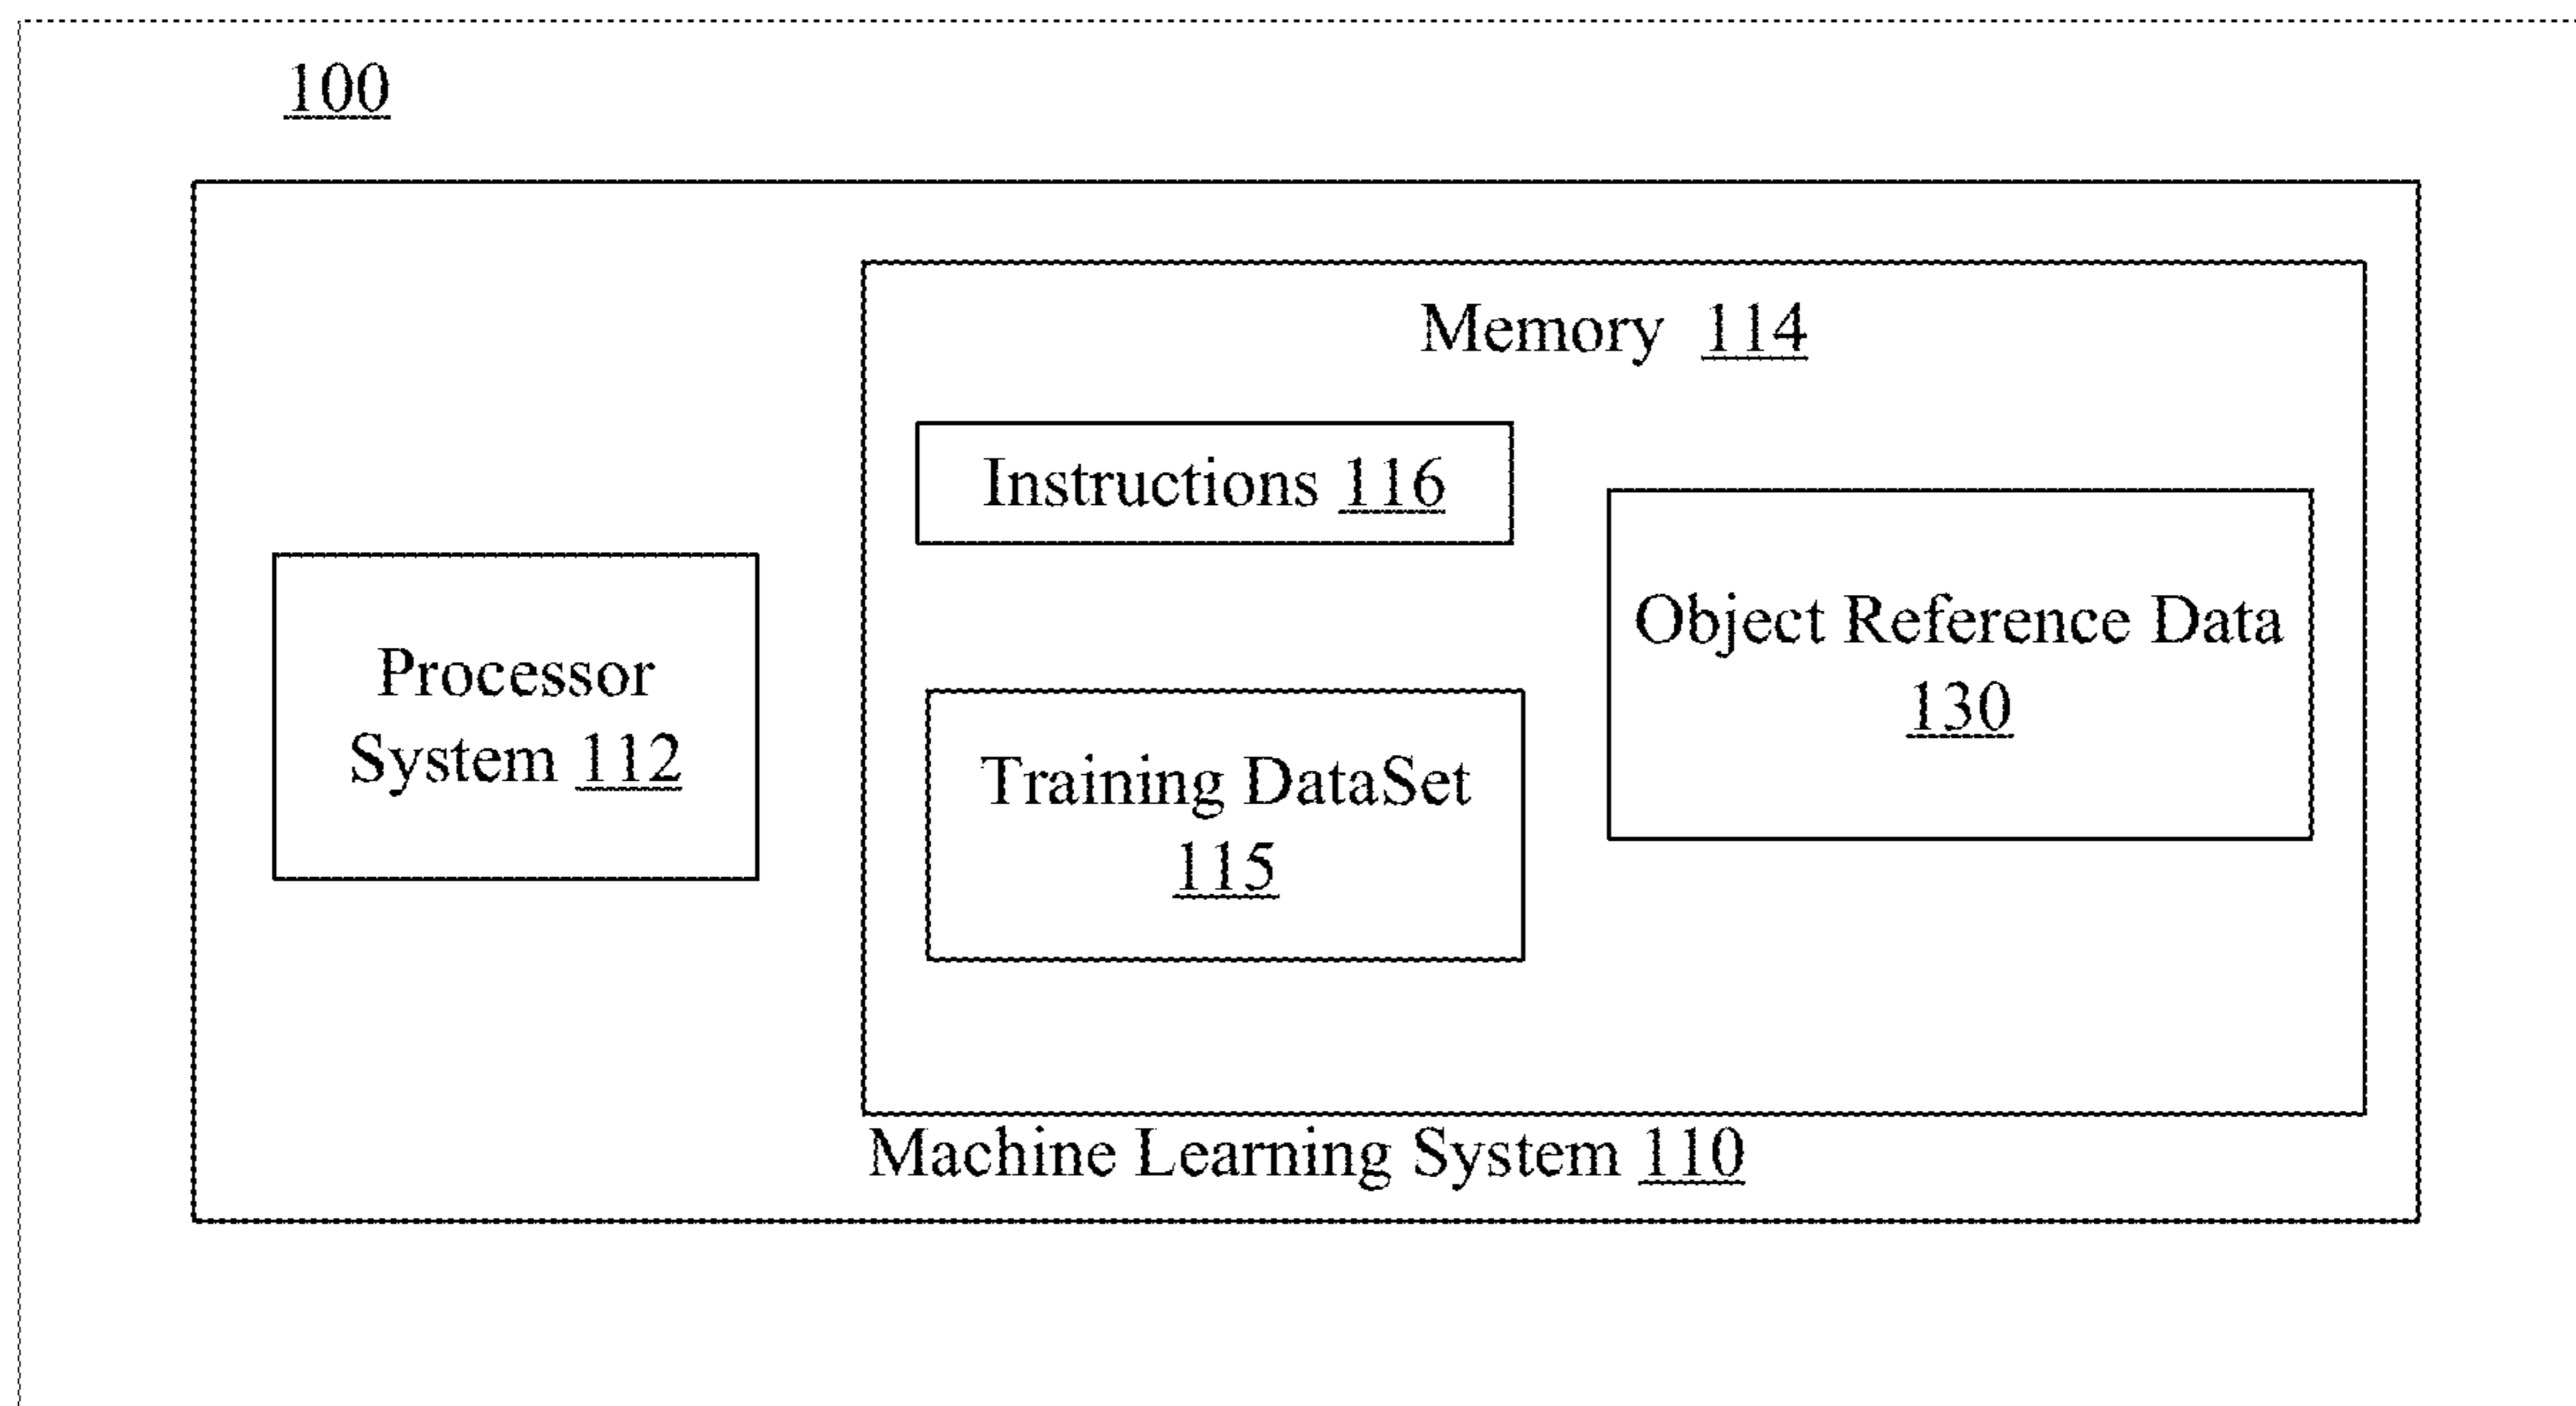 100
Memory 114
Instructions 116
Object Reference Data
130
Processor
System 112
Training DataSet
115
Machine Learning System 110